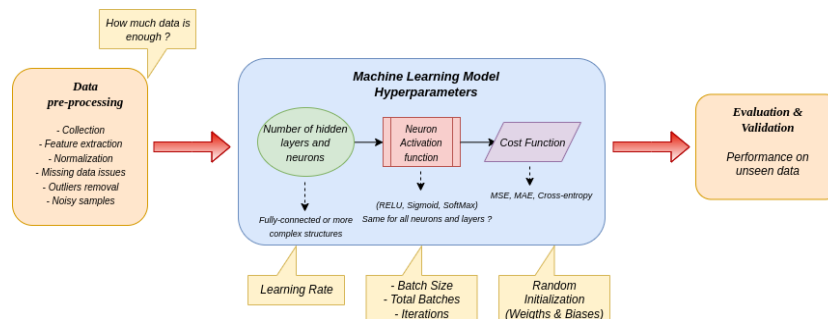 How much data is
enough ?
Data
pre-processing
- Collection
- Feature extraction
- Normalization
- Missing data issues
- Outliers removal
- Noisy samples
Machine Learning Model
Hyperparameters
Number of hidden
layers and
neurons
Neuron
Activation
function
Cost Function
Fully-connected or more
complex structures
(RELU, Sigmoid, SoftMax)
Same for all neurons and layers ?
MSE, MAE, Cross-entropy
Learning Rate
- Batch Size
- Total Batches
- Iterations
Random
Initialization
(Weigths & Biases)
Evaluation &
Validation
Performance on
unseen data